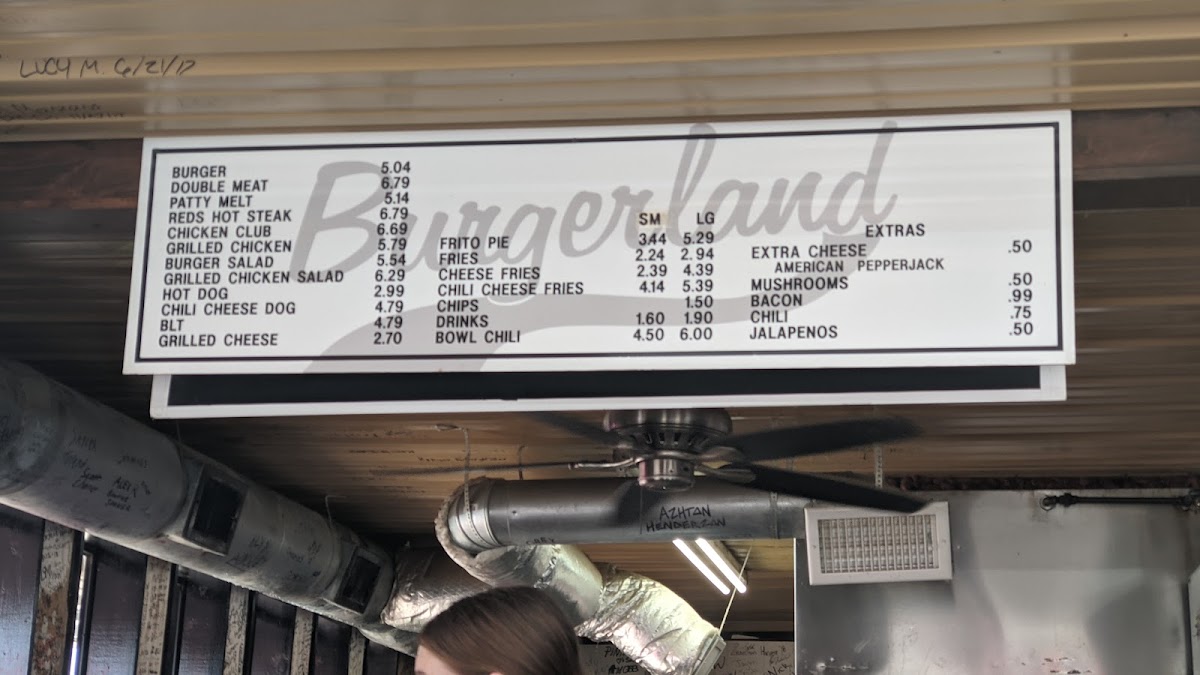 LUCY M. 6/21/17
Burgerland
BURGER 5.04
DOUBLE MEAT 6.79
PATTY MELT 5.14
REDS HOT STEAK 6.79
CHICKEN CLUB 6.69
GRILLED CHICKEN 5.79
BURGER SALAD 5.54
GRILLED CHICKEN SALAD 6.29
HOT DOG 2.99
CHILI CHEESE DOG 4.79
BLT 4.79
GRILLED CHEESE 2.70
SM LG
FRITO PIE 3.44 5.29
FRIES 2.24 2.94
CHEESE FRIES 2.39 4.39
CHILI CHEESE FRIES 4.14 5.39
CHIPS 1.50
DRINKS 1.60 1.90
BOWL CHILI 4.50 6.00
EXTRAS
EXTRA CHEESE .50
AMERICAN PEPPERJACK
MUSHROOMS .50
BACON .99
CHILI .75
JALAPENOS .50
AZHTAN
HENDERZAN